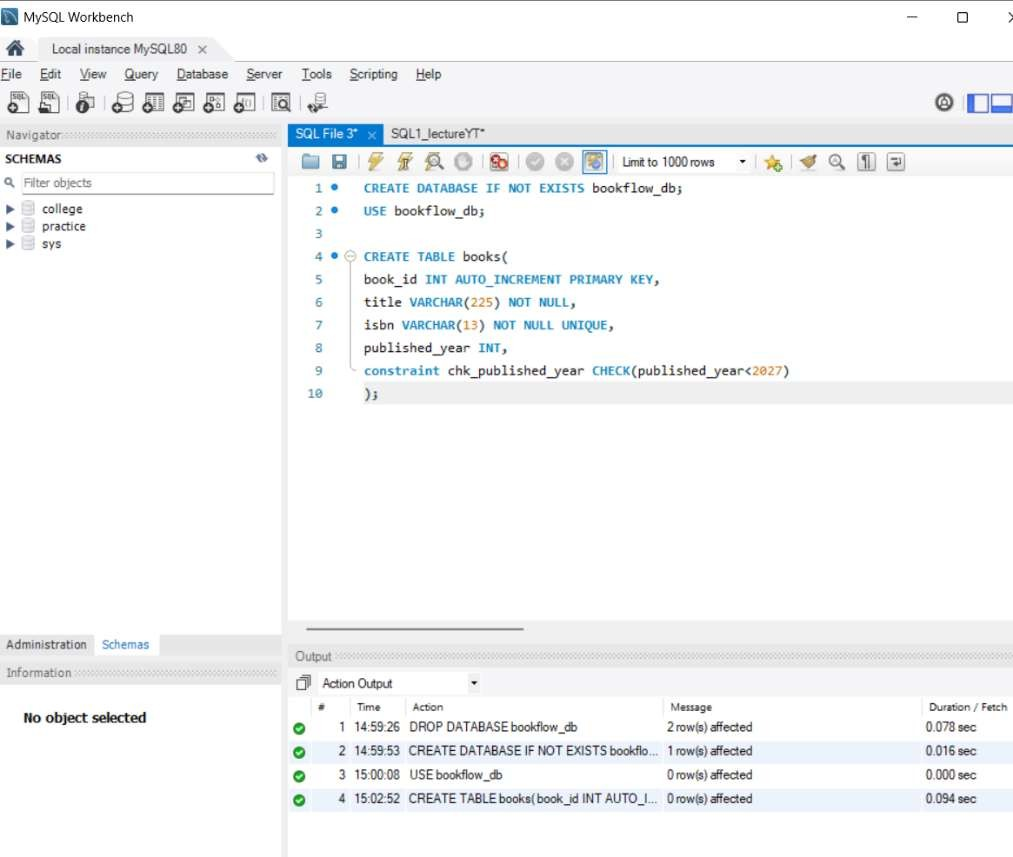 MySQL Workbench
Local instance MySQL80
File Edit View Query Database Server Tools Scripting Help
Navigator
SCHEMAS
Filter objects
college
practice
sys
Administration Schemas
Information
No object selected
SQL File 3* SQL1_lectureYT*
Limit to 1000 rows
1 CREATE DATABASE IF NOT EXISTS bookflow_db;
2 USE bookflow_db;
3
4 CREATE TABLE books(
5 book_id INT AUTO_INCREMENT PRIMARY KEY,
6 title VARCHAR(225) NOT NULL,
7 isbn VARCHAR(13) NOT NULL UNIQUE,
8 published_year INT,
9 constraint chk_published_year CHECK(published_year<2027)
10 );
Output
Action Output
# Time Action Message Duration / Fetch
1 14:59:26 DROP DATABASE bookflow_db 2 row(s) affected 0.078 sec
2 14:59:53 CREATE DATABASE IF NOT EXISTS bookflo... 1 row(s) affected 0.016 sec
3 15:00:08 USE bookflow_db 0 row(s) affected 0.000 sec
4 15:02:52 CREATE TABLE books( book_id INT AUTO_I... 0 row(s) affected 0.094 sec